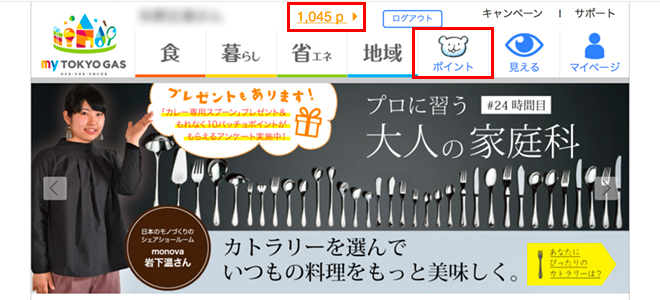 1,045 p
ログアウト
キャンペーン
サポート
my TOKYO GAS
食
暮らし
省エネ
地域
ポイント
見える
マイページ
プレゼントもあります!
「カレー専用スプーン」プレゼント&
もれなく10パッチョポイントが
もらえるアンケート実施中!
プロに習う
#24時間目
大人の家庭科
日本のモノづくりの
シェアショールーム
monova
岩下温さん
カトラリーを選んで
いつもの料理をもっと美味しく。
あなたに
ぴったりの
カトラリーは?